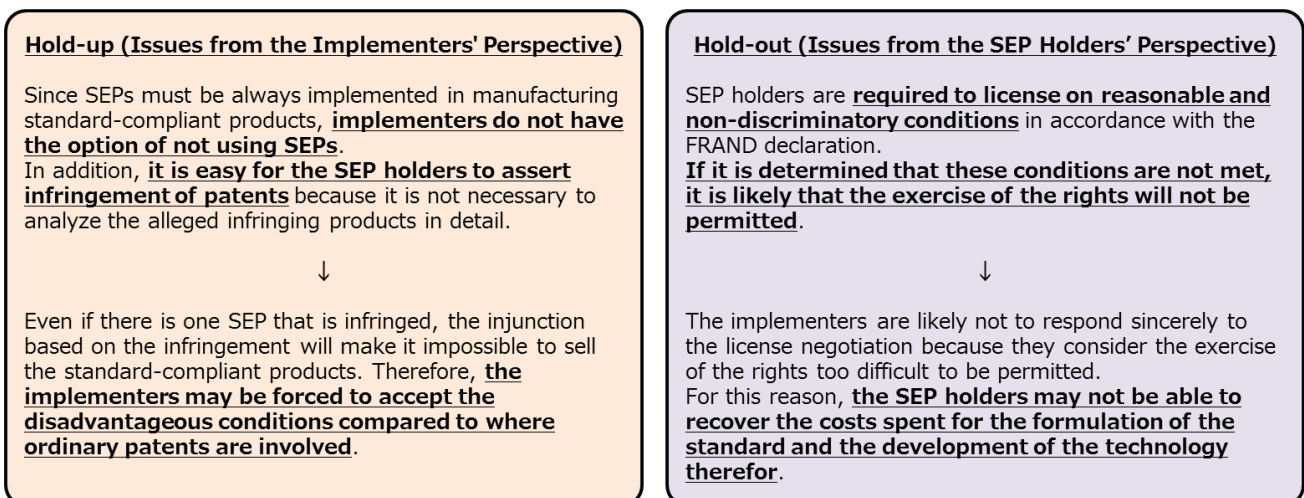 Hold-up (Issues from the Implementers' Perspective)
Since SEPs must be always implemented in manufacturing
standard-compliant products, implementers do not have
the option of not using SEPs.
In addition, it is easy for the SEP holders to assert
infringement of patents because it is not necessary to
analyze the alleged infringing products in detail.
↓
Even if there is one SEP that is infringed, the injunction
based on the infringement will make it impossible to sell
the standard-compliant products. Therefore, the
implementers may be forced to accept the
disadvantageous conditions compared to where
ordinary patents are involved.
Hold-out (Issues from the SEP Holders’ Perspective)
SEP holders are required to license on reasonable and
non-discriminatory conditions in accordance with the
FRAND declaration.
If it is determined that these conditions are not met,
it is likely that the exercise of the rights will not be
permitted.
↓
The implementers are likely not to respond sincerely to
the license negotiation because they consider the exercise
of the rights too difficult to be permitted.
For this reason, the SEP holders may not be able to
recover the costs spent for the formulation of the
standard and the development of the technology
therefor.